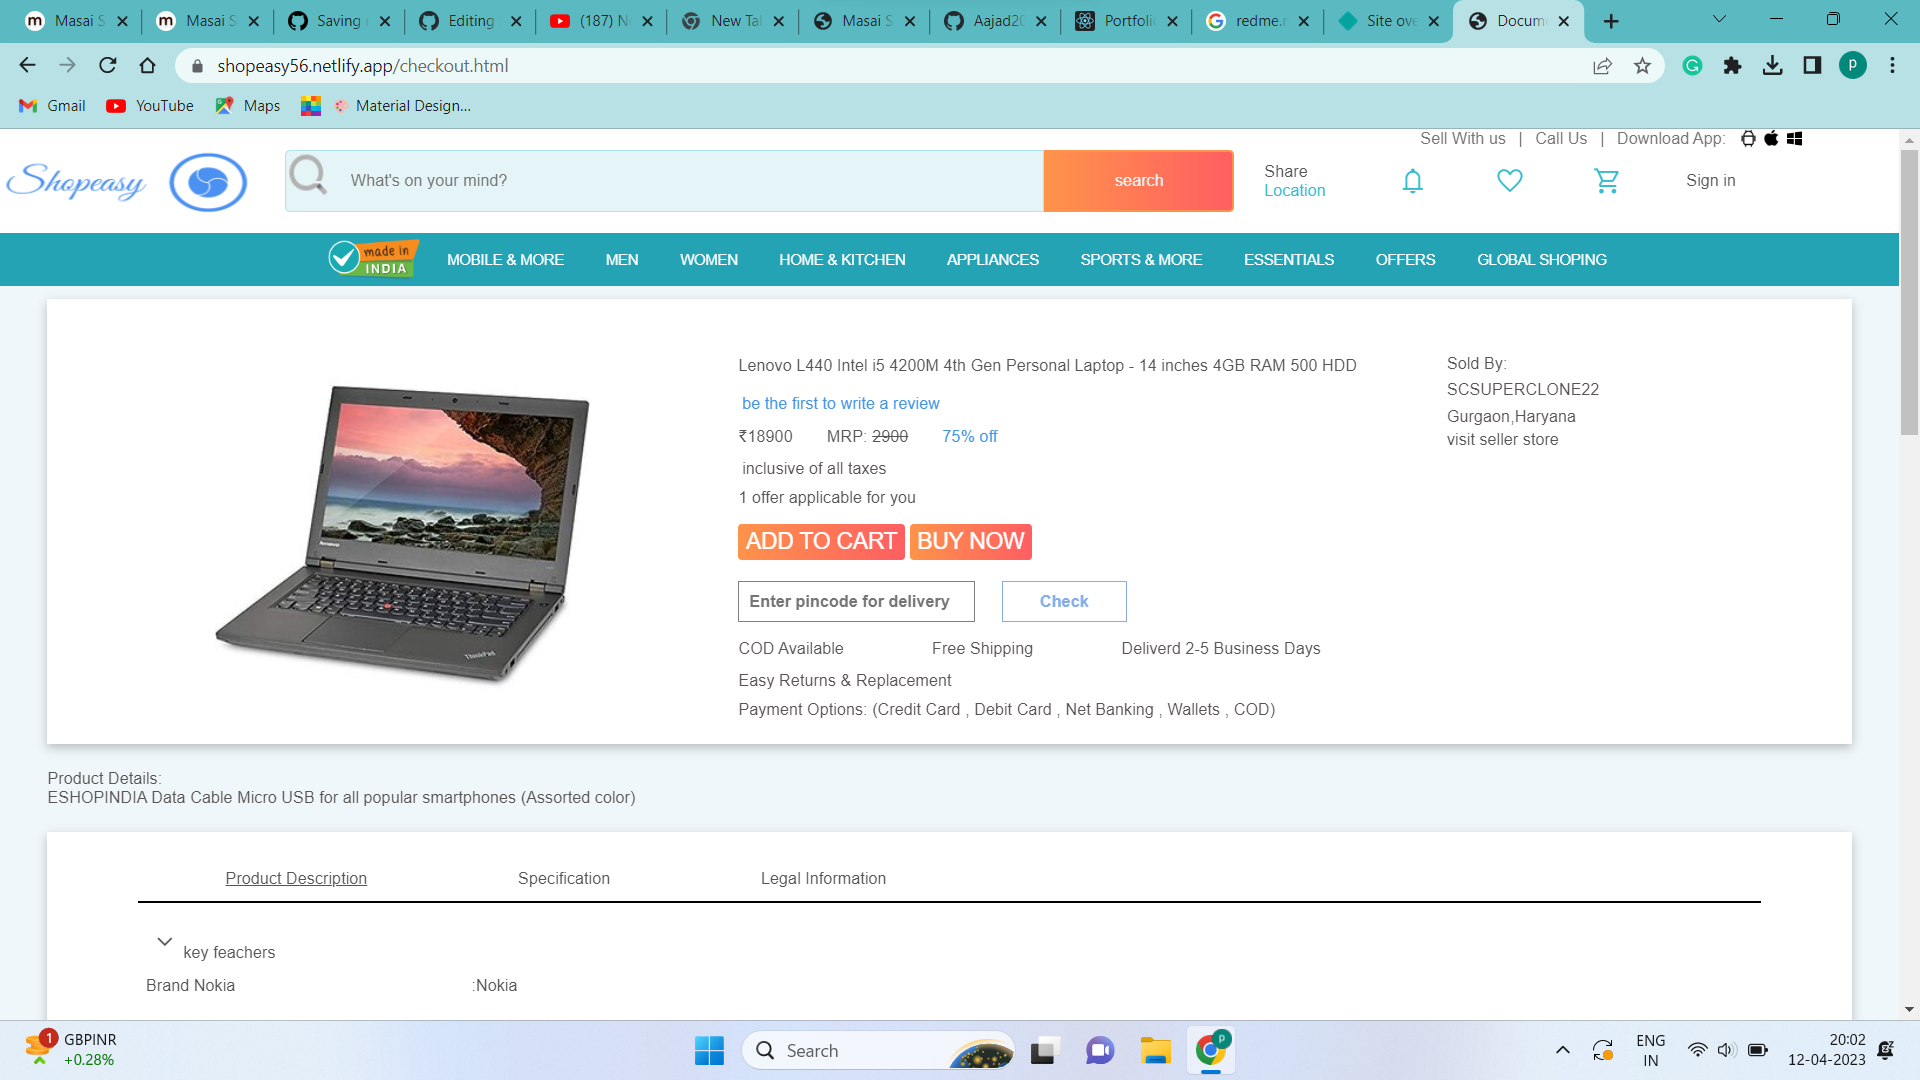 Masai S
Masai S
Saving
Editing
(187) N
New Tal
Masai S
Aajad20
Portfoli
redme.r
Site ove
Docum
shopeasy56.netlify.app/checkout.html
P
Gmail
YouTube
Maps
Material Design...
Sell With us | Call Us | Download App:
Shopeasy
What's on your mind?
search
Share
Location
Sign in
made in
INDIA
MOBILE & MORE
MEN
WOMEN
HOME & KITCHEN
APPLIANCES
SPORTS & MORE
ESSENTIALS
OFFERS
GLOBAL SHOPING
Lenovo L440 Intel i5 4200M 4th Gen Personal Laptop - 14 inches 4GB RAM 500 HDD
be the first to write a review
₹18900 MRP: 2900 75% off
inclusive of all taxes
1 offer applicable for you
ADD TO CART
BUY NOW
Enter pincode for delivery
Check
COD Available Free Shipping Deliverd 2-5 Business Days
Easy Returns & Replacement
Payment Options: (Credit Card , Debit Card , Net Banking , Wallets , COD)
Sold By:
SCSUPERCLONE22
Gurgaon,Haryana
visit seller store
ThinkPad
Product Details:
ESHOPINDIA Data Cable Micro USB for all popular smartphones (Assorted color)
Product Description
Specification
Legal Information
key feachers
Brand Nokia :Nokia
1
GBPINR
+0.28%
Search
P
ENG
IN
20:02
12-04-2023